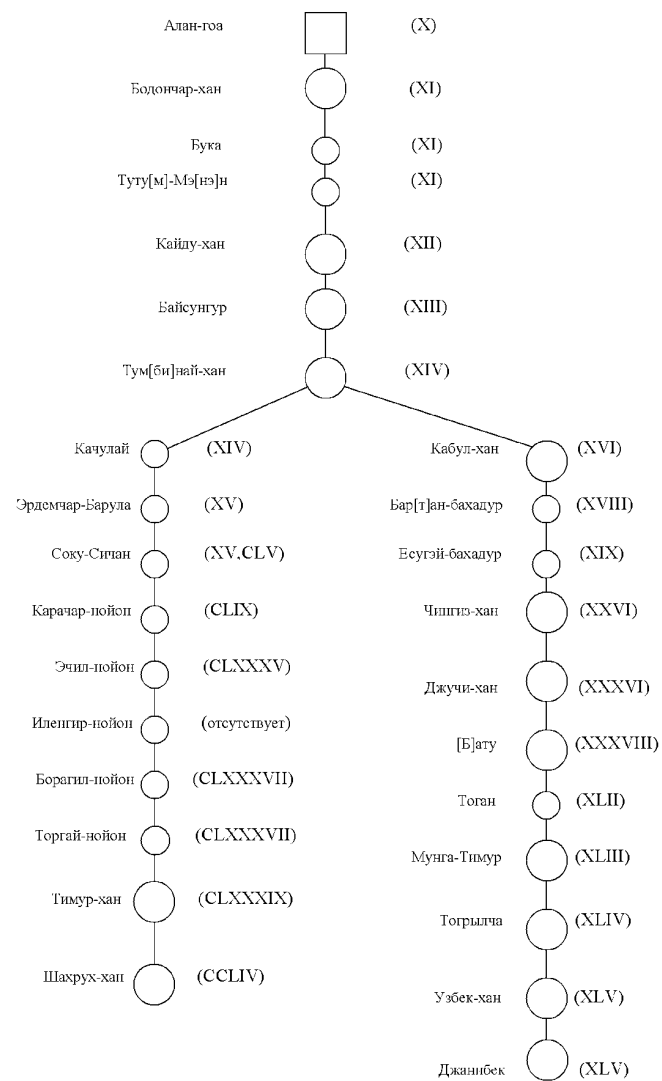 Алан-гоа (X)
Бодончар-хан (XI)
Бука (XI)
Туту[м]-Мэ[нэ]н (XI)
Кайду-хан (XII)
Байсунгур (XIII)
Тум[би]най-хан (XIV)
Качулай (XIV)
Эрдемчар-Барула (XV)
Соку-Сичан (XV,CLV)
Карачар-нойон (CLIX)
Эчил-нойон (CLXXXV)
Иленгир-нойон (отсутствует)
Борагил-нойон (CLXXXVII)
Торгай-нойон (CLXXXVII)
Тимур-хан (CLXXXIX)
Шахрух-хан (CCLIV)
Кабул-хан (XVI)
Бар[т]ан-бахадур (XVIII)
Есугэй-бахадур (XIX)
Чингиз-хан (XXVI)
Джучи-хан (XXXVI)
[Б]ату (XXXVIII)
Тоган (XLII)
Мунга-Тимур (XLIII)
Тогрылча (XLIV)
Узбек-хан (XLV)
Джанибек (XLV)